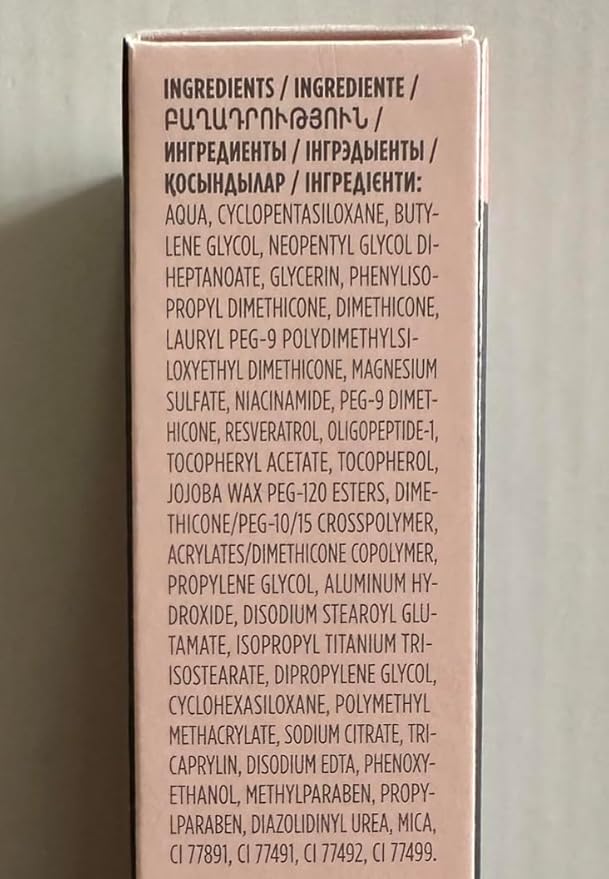 INGREDIENTS / INGREDIENTE /
ԲԱՂԱԴՐՈՒԹՅՈՒՆ /
ИНГРЕДИЕНТЫ / ІНГРЭДЫЕНТЫ /
ҚОСЫНДЫЛАР / ІНГРЕДІЄНТИ:
AQUA, CYCLOPENTASILOXANE, BUTY-
LENE GLYCOL, NEOPENTYL GLYCOL DI-
HEPTANOATE, GLYCERIN, PHENYLISO-
PROPYL DIMETHICONE, DIMETHICONE,
LAURYL PEG-9 POLYDIMETHYLSI-
LOXYETHYL DIMETHICONE, MAGNESIUM
SULFATE, NIACINAMIDE, PEG-9 DIMET-
HICONE, RESVERATROL, OLIGOPEPTIDE-1,
TOCOPHERYL ACETATE, TOCOPHEROL,
JOJOBA WAX PEG-120 ESTERS, DIME-
THICONE/PEG-10/15 CROSSPOLYMER,
ACRYLATES/DIMETHICONE COPOLYMER,
PROPYLENE GLYCOL, ALUMINUM HY-
DROXIDE, DISODIUM STEAROYL GLU-
TAMATE, ISOPROPYL TITANIUM TRI-
ISOSTEARATE, DIPROPYLENE GLYCOL,
CYCLOHEXASILOXANE, POLYMETHYL
METHACRYLATE, SODIUM CITRATE, TRI-
CAPRYLIN, DISODIUM EDTA, PHENOXY-
ETHANOL, METHYLPARABEN, PROPY-
LPARABEN, DIAZOLIDINYL UREA, MICA,
CI 77891, CI 77491, CI 77492, CI 77499.